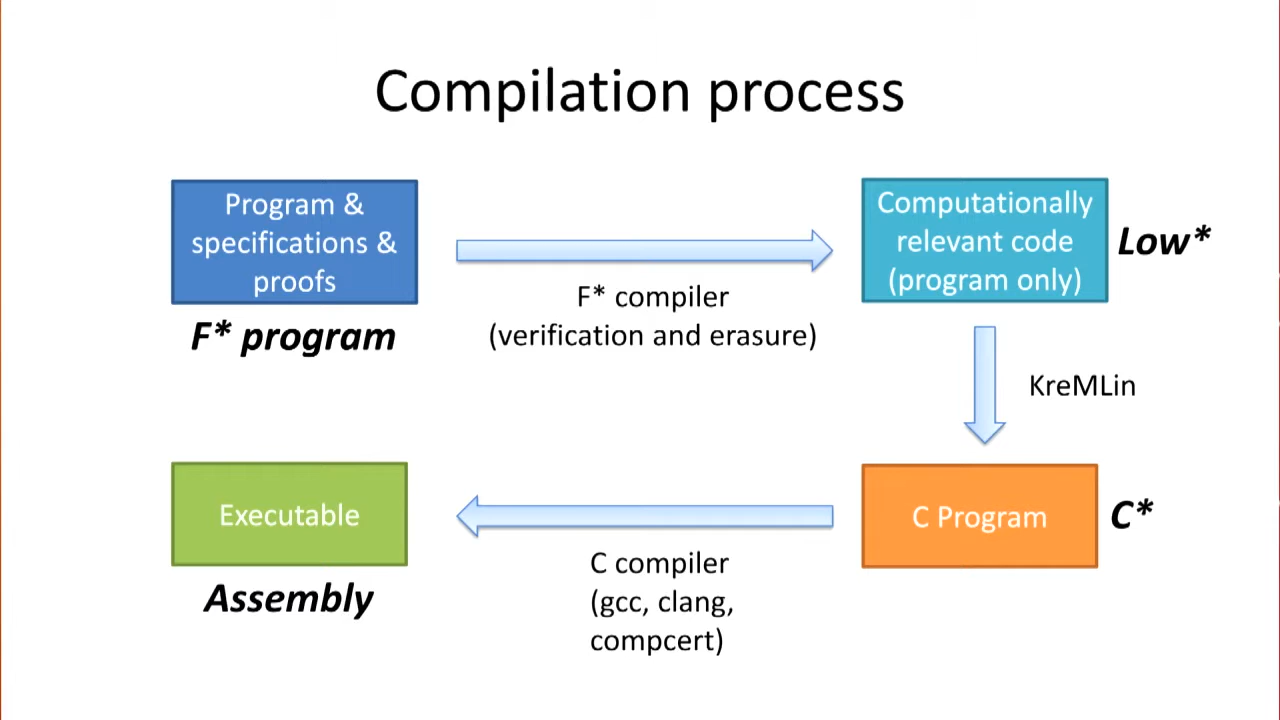 Compilation process
Program &
specifications &
proofs
F* program
F* compiler
(verification and erasure)
Computationally
relevant code
(program only)
Low*
KreMLin
C Program
C*
C compiler
(gcc, clang,
compcert)
Executable
Assembly